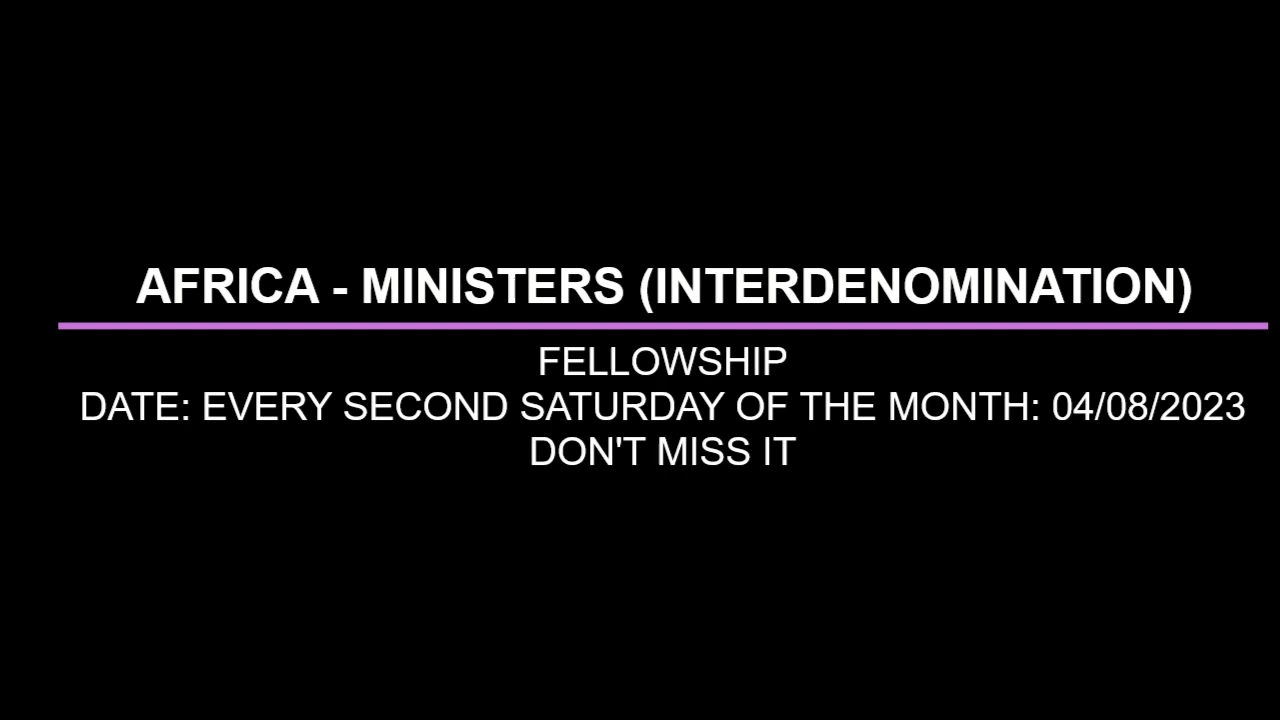 AFRICA - MINISTERS (INTERDENOMINATION)
FELLOWSHIP
DATE: EVERY SECOND SATURDAY OF THE MONTH: 04/08/2023
DON'T MISS IT